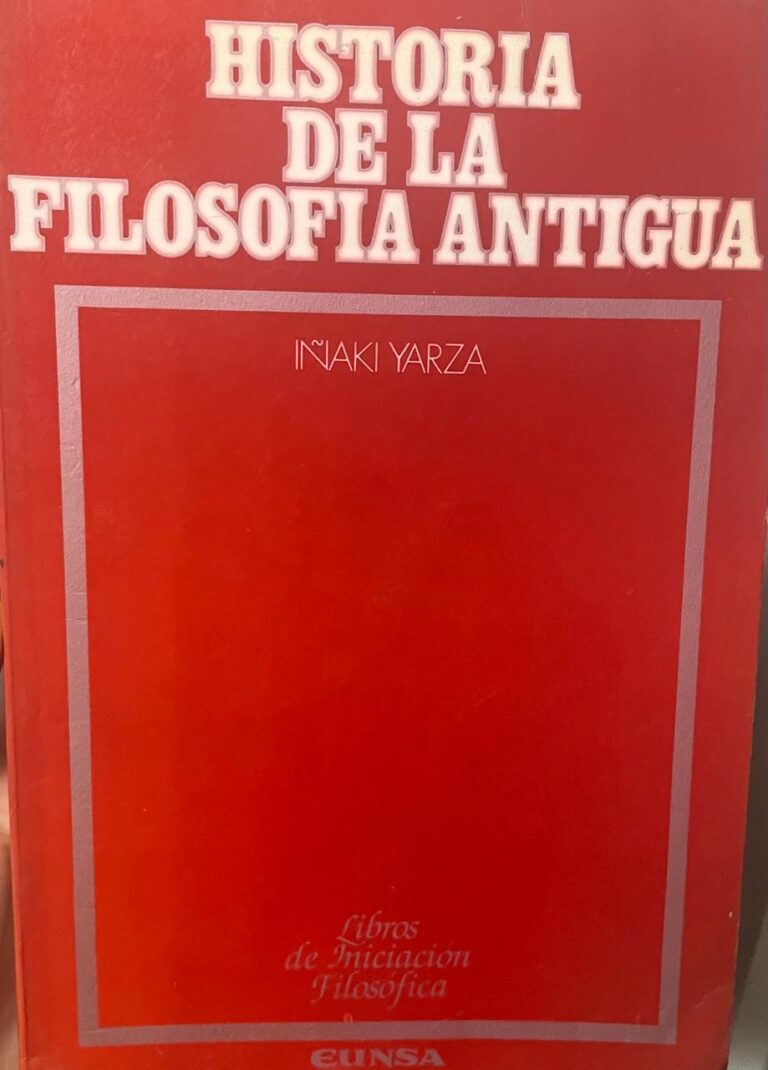 HISTORIA
DE LA
FILOSOFIA ANTIGUA
IÑAKI YARZA
Libros
de Iniciación
Filosófica
EUNSA